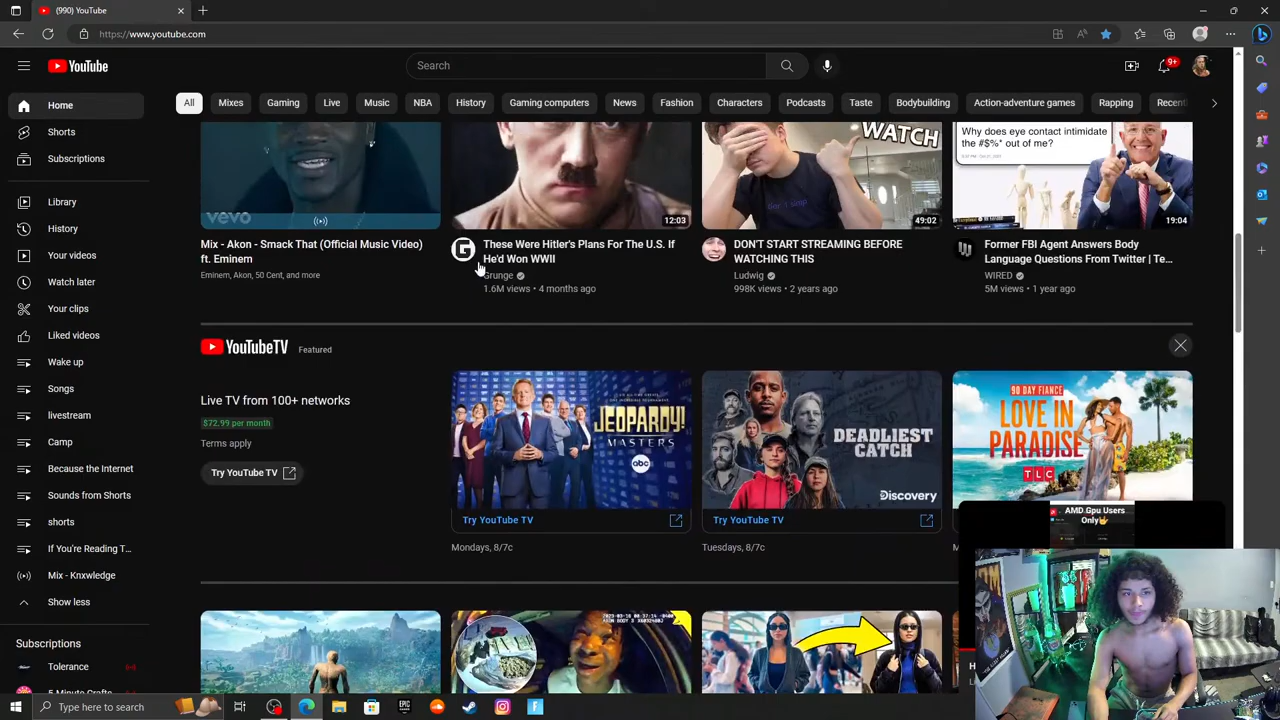 (990) YouTube
https://www.youtube.com
YouTube
Search
9+
All
Mixes
Gaming
Live
Music
NBA
History
Gaming computers
News
Fashion
Characters
Podcasts
Taste
Bodybuilding
Action-adventure games
Rapping
Recent
Home
Shorts
Subscriptions
Library
History
Your videos
Watch later
Your clips
Liked videos
Wake up
Songs
livestream
Camp
Because the Internet
Sounds from Shorts
shorts
If You're Reading T...
Mix - Knxwledge
Show less
Subscriptions
Tolerance
5-Minute Crafts
vevo
Mix - Akon - Smack That (Official Music Video)
ft. Eminem
Eminem, Akon, 50 Cent, and more
12:03
These Were Hitler's Plans For The U.S. If
He'd Won WWII
Grunge
1.6M views • 4 months ago
WATCH
49:02
DON'T START STREAMING BEFORE
WATCHING THIS
Ludwig
998K views • 2 years ago
Why does eye contact intimidate
the #$%* out of me?
19:04
Former FBI Agent Answers Body
Language Questions From Twitter | Te...
WIRED
5M views • 1 year ago
YouTubeTV
Featured
Live TV from 100+ networks
$72.99 per month
Terms apply
Try YouTube TV
JEOPARDY!
MASTERS
abc
Try YouTube TV
Mondays, 8/7c
DEADLIEST
CATCH
Discovery
Try YouTube TV
Tuesdays, 8/7c
90 DAY FIANCE
LOVE IN
PARADISE
TLC
AMD Gpu Users
Only
Type here to search